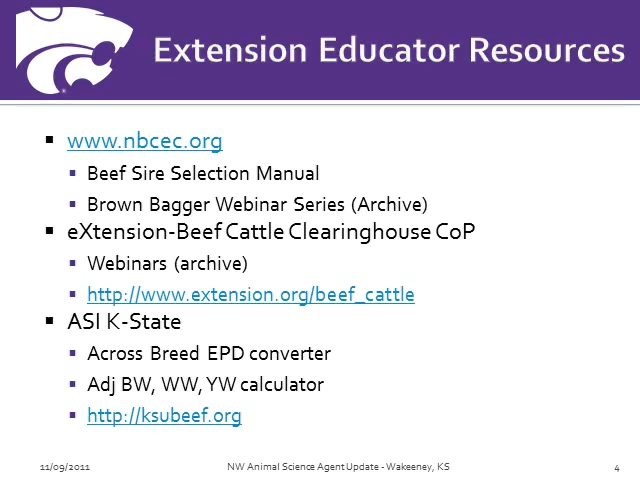 Extension Educator Resources
www.nbcec.org
Beef Sire Selection Manual
Brown Bagger Webinar Series (Archive)
eXtension-Beef Cattle Clearinghouse CoP
Webinars (archive)
http://www.extension.org/beef_cattle
ASI K-State
Across Breed EPD converter
Adj BW, WW, YW calculator
http://ksubeef.org
11/09/2011
NW Animal Science Agent Update - Wakeeney, KS
4